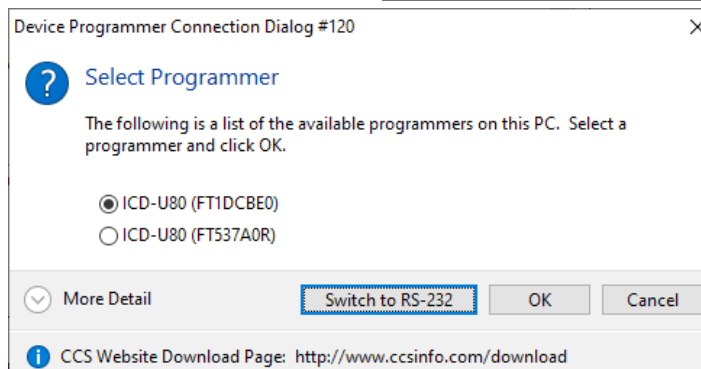 Device Programmer Connection Dialog #120
Select Programmer
The following is a list of the available programmers on this PC. Select a
programmer and click OK.
ICD-U80 (FT1DCBE0)
ICD-U80 (FT537A0R)
More Detail
Switch to RS-232
OK
Cancel
CCS Website Download Page: http://www.ccsinfo.com/download